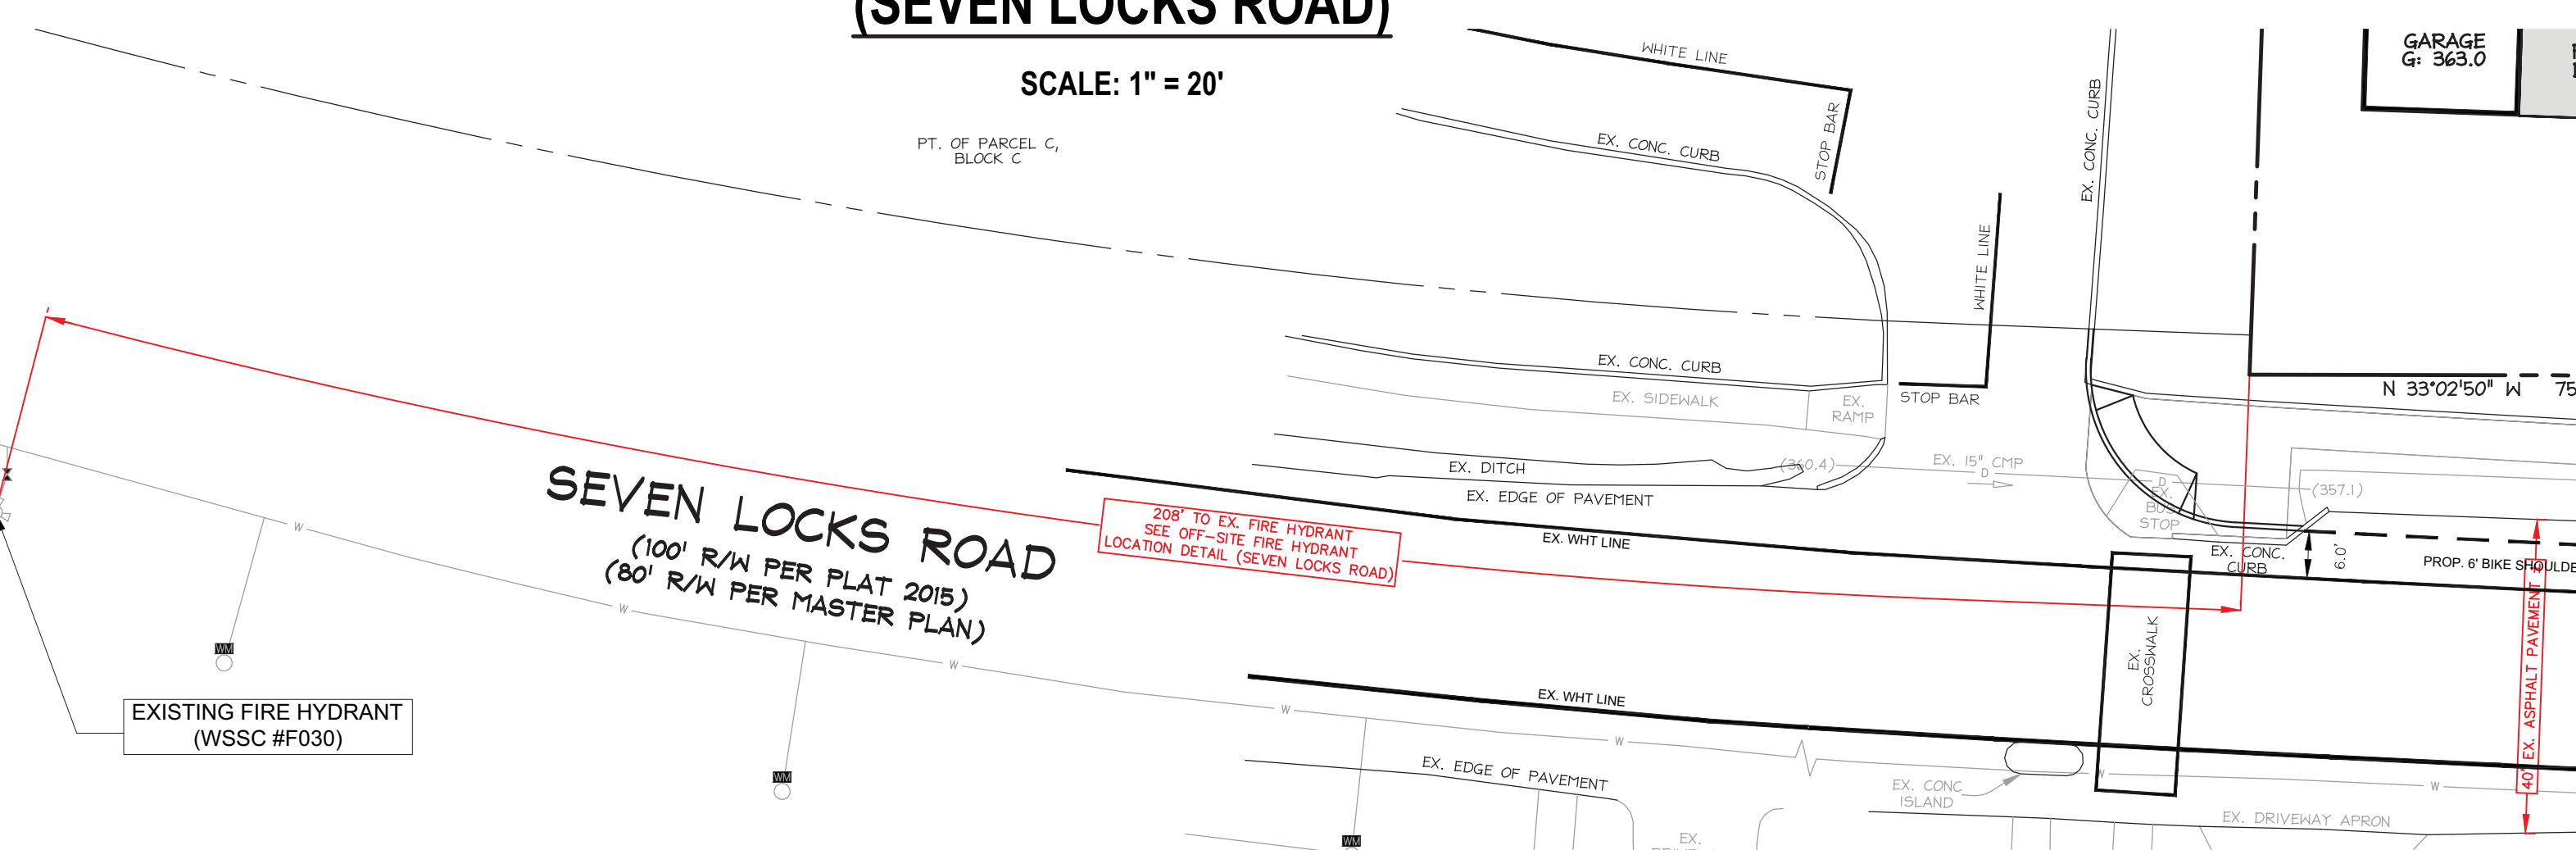 (SEVEN LOCKS ROAD)
SCALE: 1" = 20'
PT. OF PARCEL C,
BLOCK C
WHITE LINE
STOP BAR
EX. CONC. CURB
WHITE LINE
EX. CONC. CURB
GARAGE
G: 363.0
EX. CONC. CURB
EX. SIDEWALK
EX.
RAMP
STOP BAR
N 33°02'50" W 75
EX. DITCH
(360.4)
EX. 15" CMP
D
D
(357.1)
EX. EDGE OF PAVEMENT
EX.
BUS
STOP
SEVEN LOCKS ROAD
(100' R/W PER PLAT 2015)
(80' R/W PER MASTER PLAN)
208' TO EX. FIRE HYDRANT
SEE OFF-SITE FIRE HYDRANT
LOCATION DETAIL (SEVEN LOCKS ROAD)
EX. WHT LINE
EX. CONC.
CURB
6.0'
PROP. 6' BIKE SHOULDE
40' EX. ASPHALT PAVEMENT
W
W
W
W
W
W
W
WM
WM
WM
EXISTING FIRE HYDRANT
(WSSC #F030)
EX. WHT LINE
EX.
CROSSWALK
EX. EDGE OF PAVEMENT
EX. CONC
ISLAND
EX. DRIVEWAY APRON
EX.